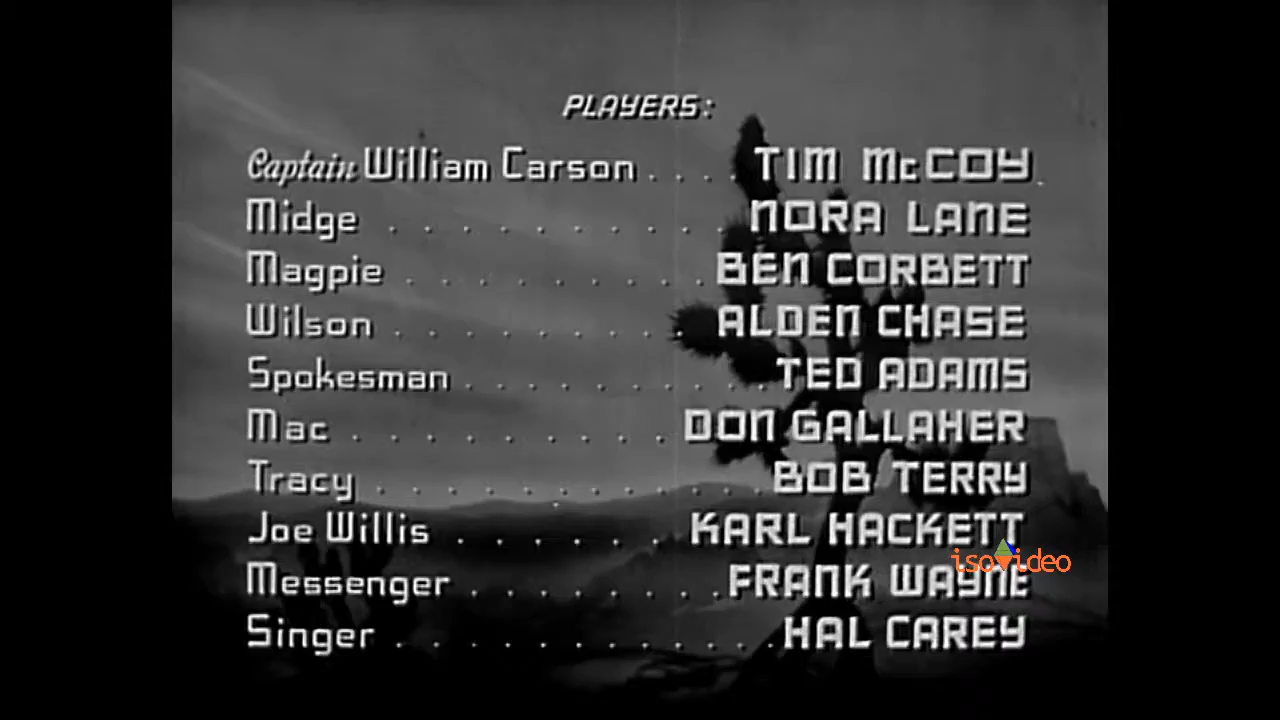 PLAYERS:
Captain William Carson . . . . TIM McCOY
Midge . . . . . . . . . . NORA LANE
Magpie . . . . . . . . . BEN CORBETT
Wilson . . . . . . . . . ALDEN CHASE
Spokesman . . . . . . . . . . TED ADAMS
Mac . . . . . . . . . . DON GALLAHER
Tracy . . . . . . . . . . . . BOB TERRY
Joe Willis . . . . . . KARL HACKETT
isovideo
Messenger . . . . . . . . FRANK WAYNE
Singer . . . . . . . . . . . . HAL CAREY